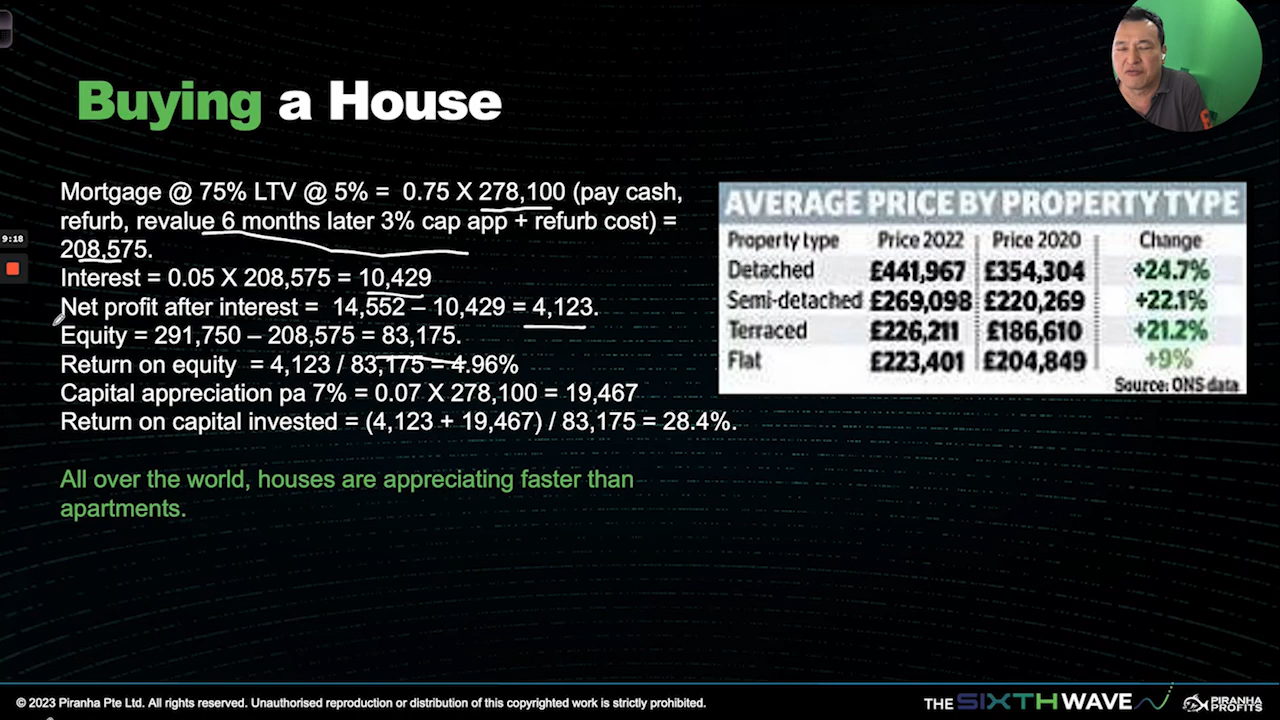 Buying a House
Mortgage @ 75% LTV @ 5% = 0.75 X 278,100 (pay cash,
refurb, revalue 6 months later 3% cap app + refurb cost) =
208,575.
Interest = 0.05 X 208,575 = 10,429
Net profit after interest = 14,552 – 10,429 = 4,123.
Equity = 291,750 – 208,575 = 83,175.
Return on equity = 4,123 / 83,175 = 4.96%
Capital appreciation pa 7% = 0.07 X 278,100 = 19,467
Return on capital invested = (4,123 + 19,467) / 83,175 = 28.4%.
All over the world, houses are appreciating faster than
apartments.
AVERAGE PRICE BY PROPERTY TYPE
Property type Price 2022 Price 2020 Change
Detached £441,967 £354,304 +24.7%
Semi-detached £269,098 £220,269 +22.1%
Terraced £226,211 £186,610 +21.2%
Flat £223,401 £204,849 +9%
Source: ONS data
9:18
© 2023 Piranha Pte Ltd. All rights reserved. Unauthorised reproduction or distribution of this copyrighted work is strictly prohibited.
THE SIXTH WAVE
PIRANHA
PROFITS